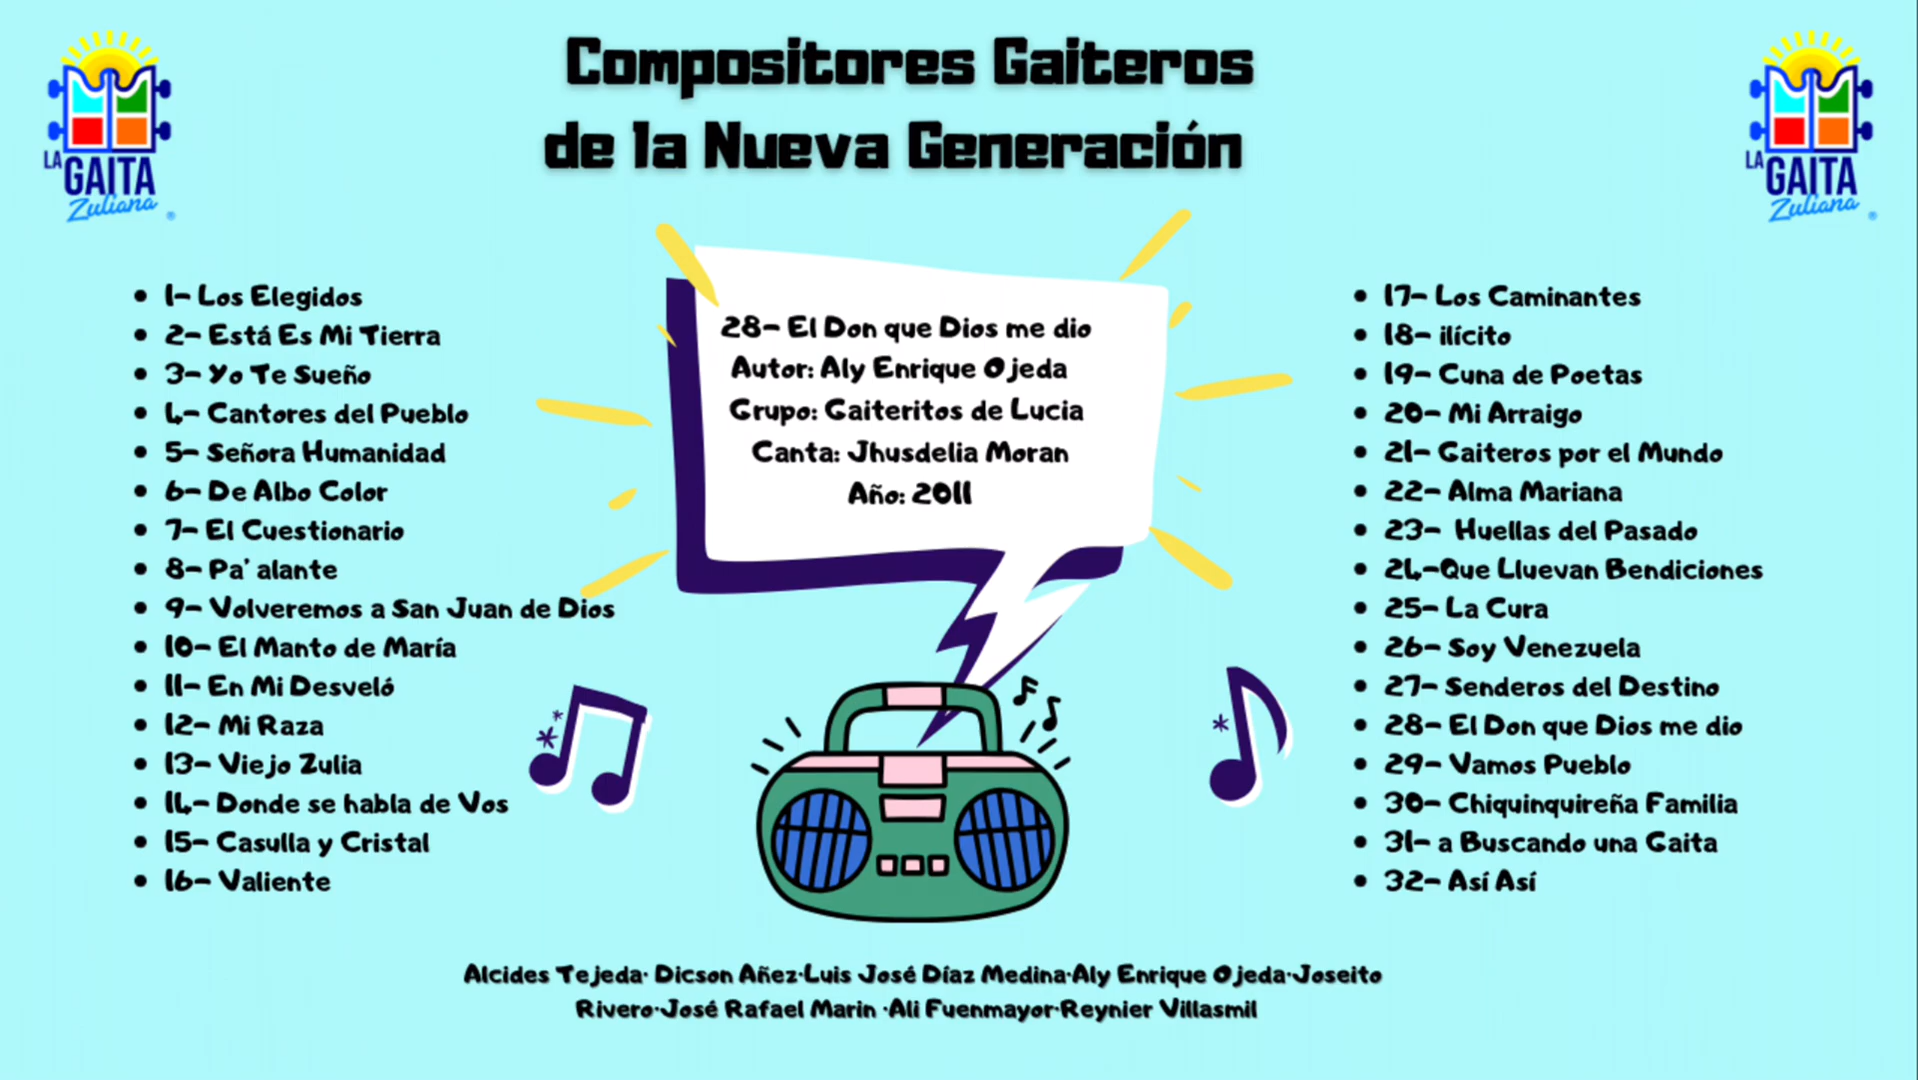 Compositores Gaiteros
de la Nueva Generación
LA
GAITA
Zuliana
®
LA
GAITA
Zuliana
®
1- Los Elegidos
2- Está Es Mi Tierra
3- Yo Te Sueño
4- Cantores del Pueblo
5- Señora Humanidad
6- De Albo Color
7- El Cuestionario
8- Pa' alante
9- Volveremos a San Juan de Dios
10- El Manto de María
11- En Mi Desveló
12- Mi Raza
13- Viejo Zulia
14- Donde se habla de Vos
15- Casulla y Cristal
16- Valiente
28- El Don que Dios me dio
Autor: Aly Enrique Ojeda
Grupo: Gaiteritos de Lucia
Canta: Jhusdelia Moran
Año: 2011
17- Los Caminantes
18- ilícito
19- Cuna de Poetas
20- Mi Arraigo
21- Gaiteros por el Mundo
22- Alma Mariana
23- Huellas del Pasado
24-Que Lluevan Bendiciones
25- La Cura
26- Soy Venezuela
27- Senderos del Destino
28- El Don que Dios me dio
29- Vamos Pueblo
30- Chiquinquireña Familia
31- a Buscando una Gaita
32- Así Así
Alcides Tejeda· Dicson Añez·Luis José Díaz Medina·Aly Enrique Ojeda·Joseito
Rivero·José Rafael Marin ·Ali Fuenmayor·Reynier Villasmil